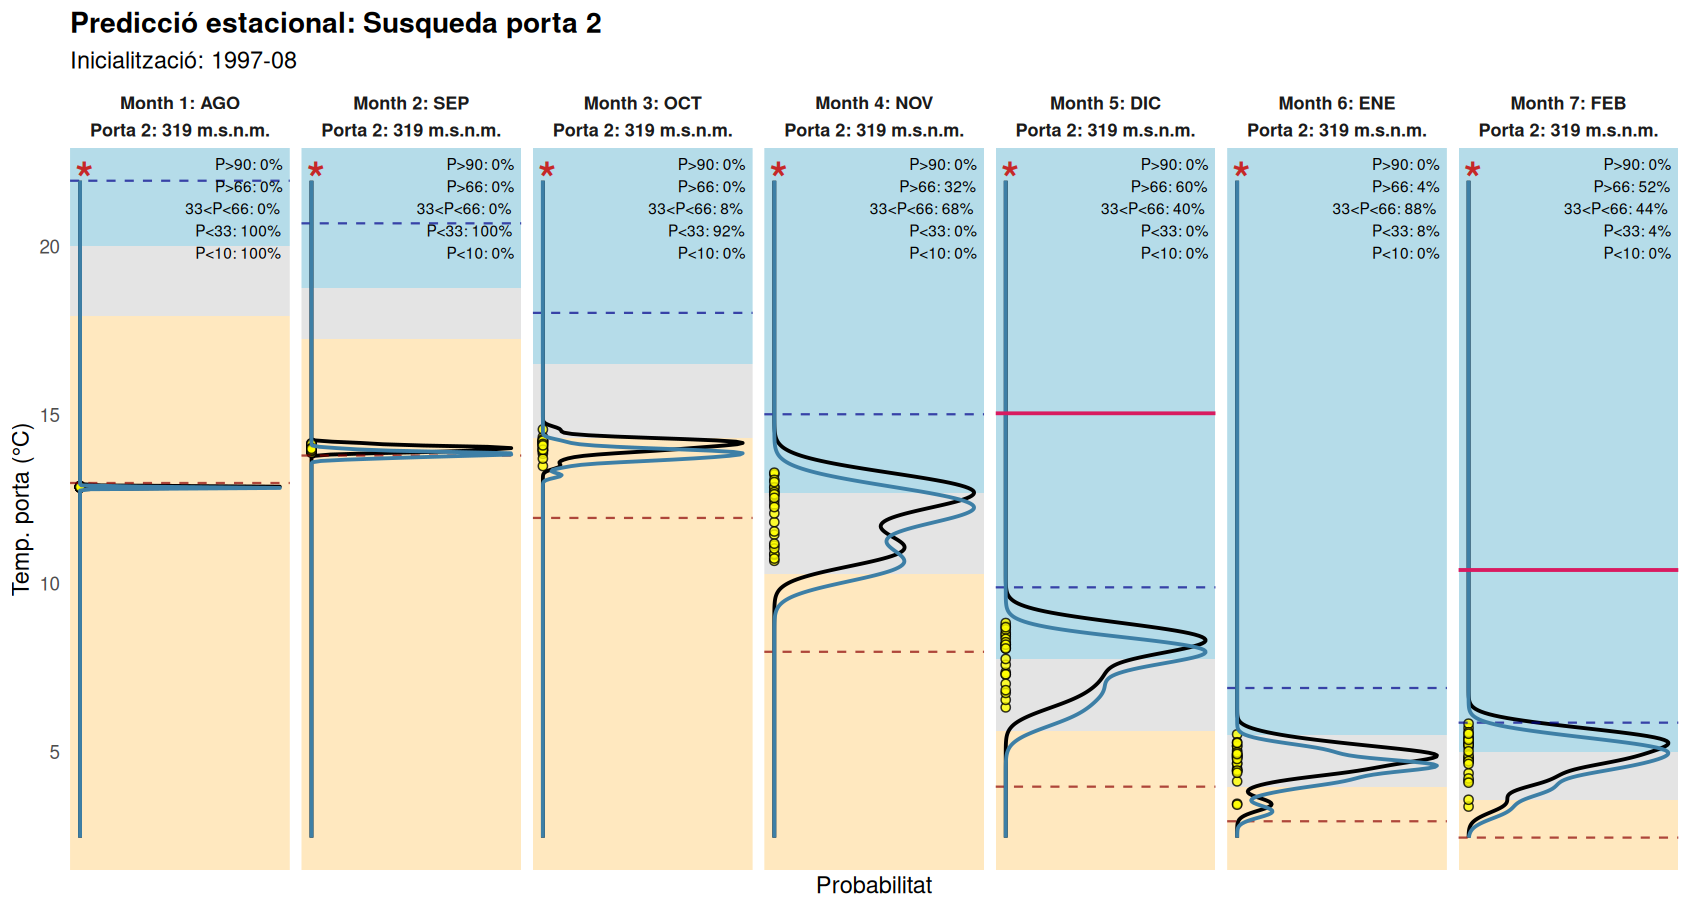 Predicció estacional: Susqueda porta 2
Inicialització: 1997-08
Month 1: AGO
Porta 2: 319 m.s.n.m.
Month 2: SEP
Porta 2: 319 m.s.n.m.
Month 3: OCT
Porta 2: 319 m.s.n.m.
Month 4: NOV
Porta 2: 319 m.s.n.m.
Month 5: DIC
Porta 2: 319 m.s.n.m.
Month 6: ENE
Porta 2: 319 m.s.n.m.
Month 7: FEB
Porta 2: 319 m.s.n.m.
*
P>90: 0%
P>66: 0%
33<P<66: 0%
P<33: 100%
P<10: 100%
*
P>90: 0%
P>66: 0%
33<P<66: 0%
P<33: 100%
P<10: 0%
*
P>90: 0%
P>66: 0%
33<P<66: 8%
P<33: 92%
P<10: 0%
*
P>90: 0%
P>66: 32%
33<P<66: 68%
P<33: 0%
P<10: 0%
*
P>90: 0%
P>66: 60%
33<P<66: 40%
P<33: 0%
P<10: 0%
*
P>90: 0%
P>66: 4%
33<P<66: 88%
P<33: 8%
P<10: 0%
*
P>90: 0%
P>66: 52%
33<P<66: 44%
P<33: 4%
P<10: 0%
20
15
10
5
Temp. porta (°C)
Probabilitat